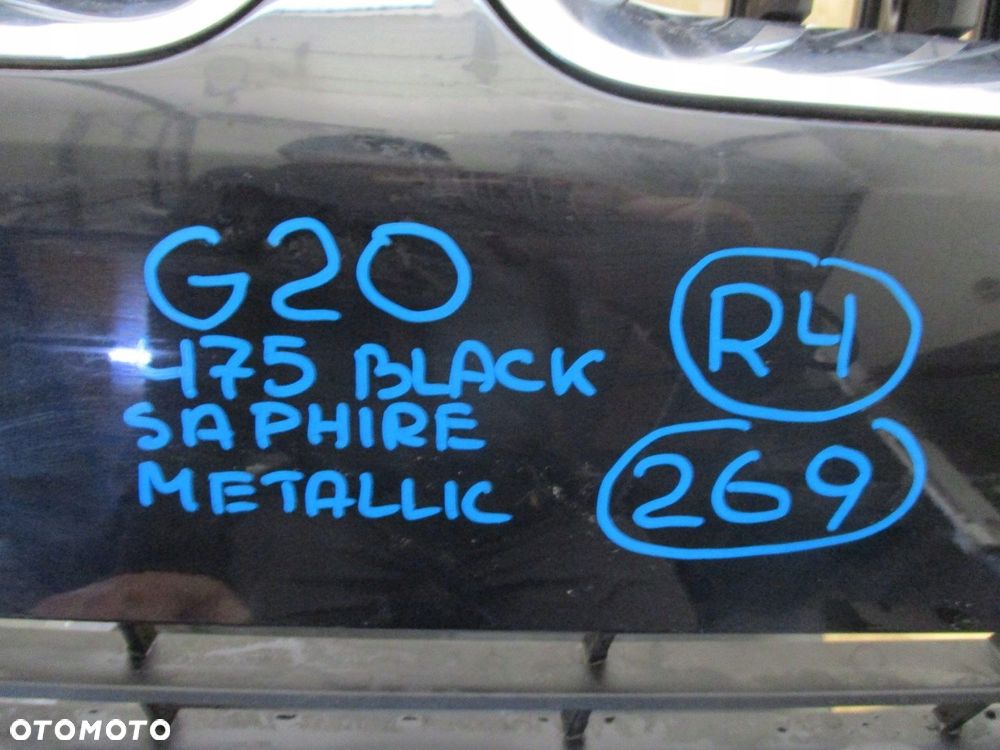 G20
475 BLACK
SAPHIRE
METALLIC
R4
269
OTOMOTO